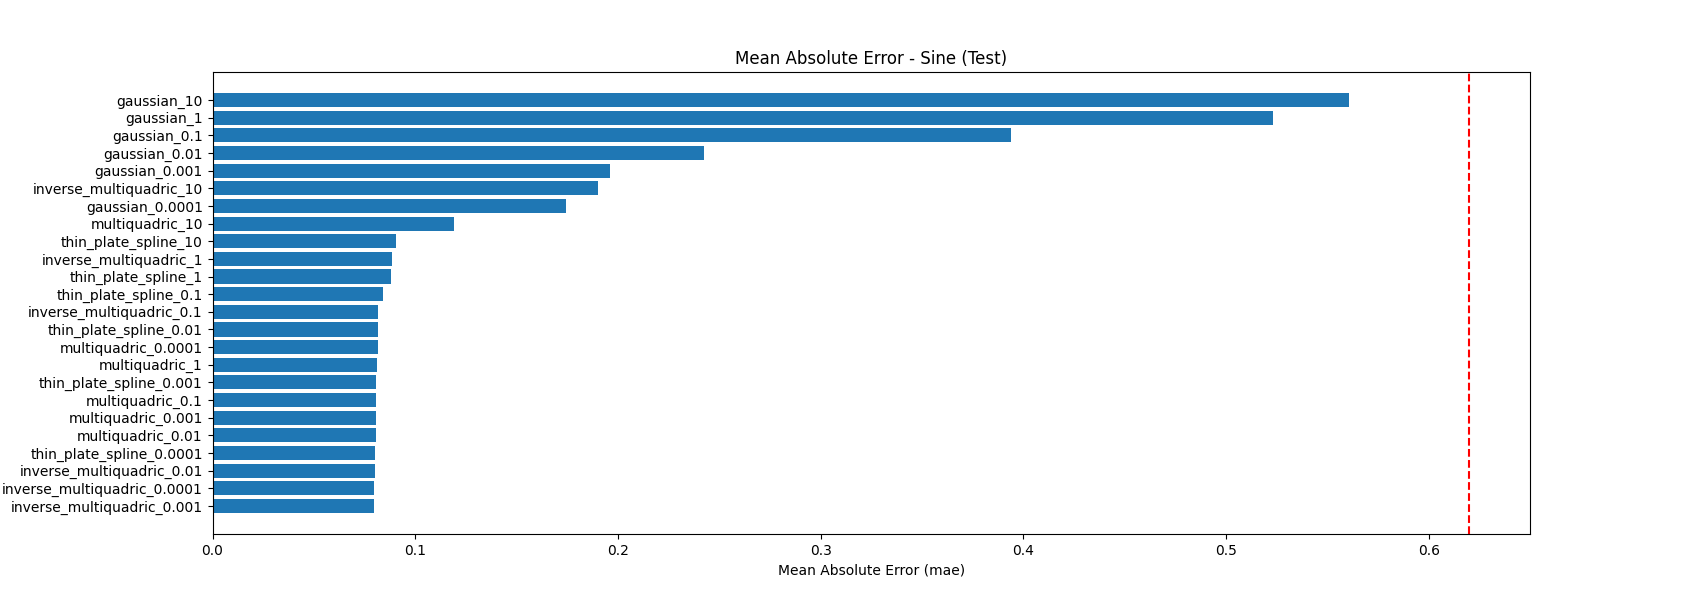 Mean Absolute Error - Sine (Test)
gaussian_10
gaussian_1
gaussian_0.1
gaussian_0.01
gaussian_0.001
inverse_multiquadric_10
gaussian_0.0001
multiquadric_10
thin_plate_spline_10
inverse_multiquadric_1
thin_plate_spline_1
thin_plate_spline_0.1
inverse_multiquadric_0.1
thin_plate_spline_0.01
multiquadric_0.0001
multiquadric_1
thin_plate_spline_0.001
multiquadric_0.1
multiquadric_0.001
multiquadric_0.01
thin_plate_spline_0.0001
inverse_multiquadric_0.01
inverse_multiquadric_0.0001
inverse_multiquadric_0.001
0.0 0.1 0.2 0.3 0.4 0.5 0.6
Mean Absolute Error (mae)